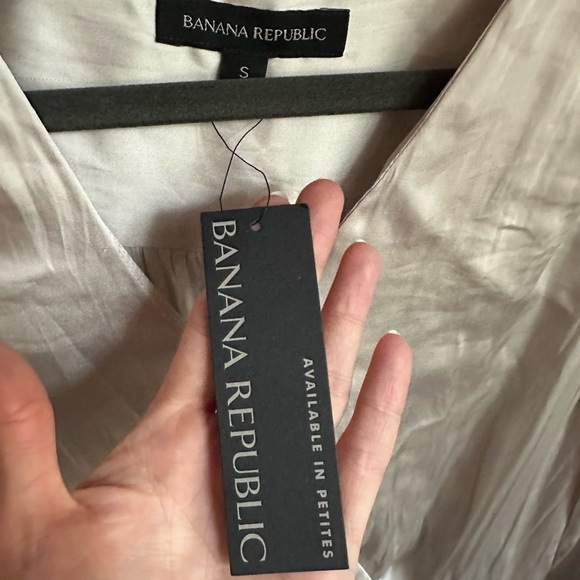 BANANA REPUBLIC
S
BANANA REPUBLIC
AVAILABLE IN PETITES